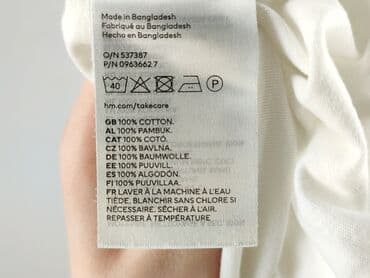 Made in Bangladesh
Fabriqué au Bangladesh
Hecho en Bangladesh
O/N 537387
P/N 0963662 7
40 P
hm.com/takecare
GB 100% COTTON.
AL 100% PAMBUK.
CAT 100% COTÓ.
CZ 100% BAVLNA.
DE 100% BAUMWOLLE.
EE 100% PUUVILL.
ES 100% ALGODÓN.
FI 100% PUUVILLAA.
FR LAVER À LA MACHINE À L'EAU
TIÈDE, BLANCHIR SANS CHLORE SI
NÉCESSAIRE, SÉCHER À L'AIR.
REPASSER À TEMPÉRATURE